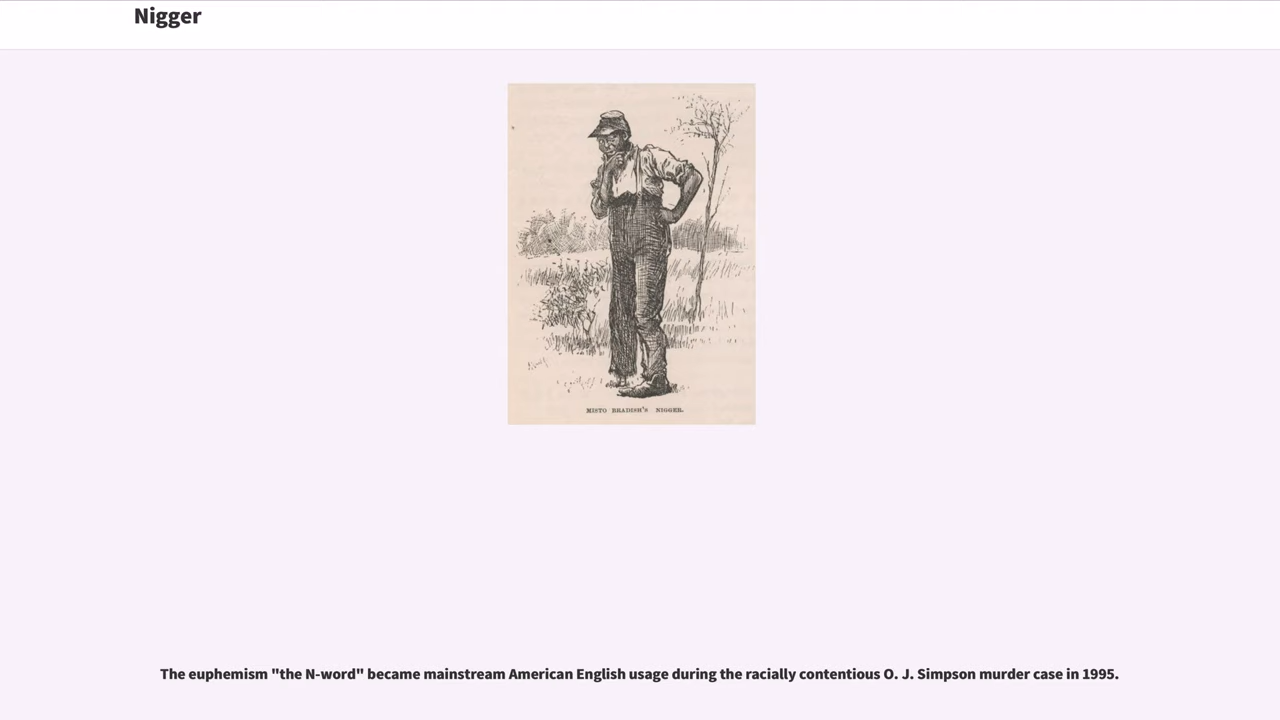 Nigger
MISTO BRADISH'S NIGGER.
The euphemism "the N-word" became mainstream American English usage during the racially contentious O. J. Simpson murder case in 1995.